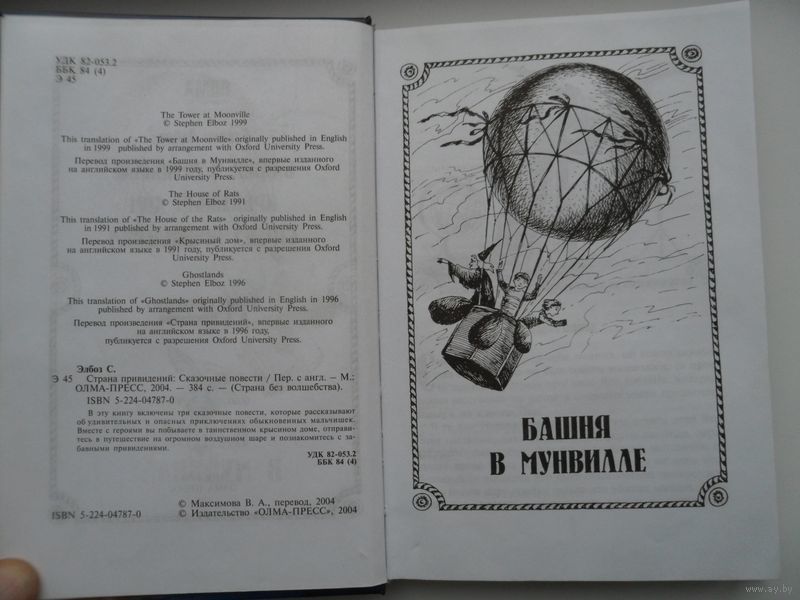 УДК 82-053.2
ББК 84 (4)
Э 45
The Tower at Moonville
© Stephen Elboz 1999
This translation of «The Tower at Moonville» originally published in English
in 1999 published by arrangement with Oxford University Press.
Перевод произведения «Башня в Мунвилле», впервые изданного
на английском языке в 1999 году, публикуется с разрешения Oxford
University Press.
The House of Rats
© Stephen Elboz 1991
This translation of «The House of the Rats» originally published in English
in 1991 published by arrangement with Oxford
University Press.
Перевод произведения «Крысиный дом», впервые изданного
на английском языке в 1991 году, публикуется с разрешения Oxford
University Press.
Ghostlands
© Stephen Elboz 1996
This translation of «Ghostlands» originally published in English in 1996
published by arrangement with Oxford University Press.
Перевод произведения «Страна привидений», впервые изданного
на английском языке в 1996 году,
публикуется с разрешения Oxford University Press.
Элбоз С.
Э 45 Страна привидений: Сказочные повести / Пер. с англ. – М.:
ОЛМА-ПРЕСС, 2004. — 384 с. — (Страна без волшебства).
ISBN 5-224-04787-0
В эту книгу включены три сказочные повести, которые рассказывают
об удивительных и опасных приключениях обыкновенных мальчишек.
Вместе с героями вы побываете в таинственном крысином доме, отправи-
тесь в путешествие на огромном воздушном шаре и познакомитесь с за-
бавными привидениями.
УДК 82-053.2
ББК 84 (4)
© Максимова В. А., перевод, 2004
ISBN 5-224-04787-0 © Издательство «ОЛМА-ПРЕСС», 2004
БАШНЯ
В МУНВИЛЛЕ
www.ay.by